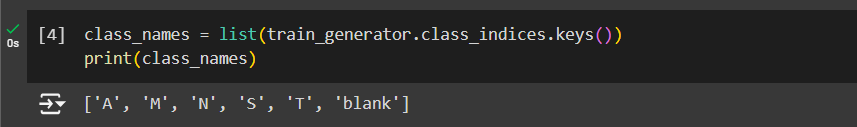 [4] class_names = list(train_generator.class_indices.keys())
0s
print(class_names)
['A', 'M', 'N', 'S', 'T', 'blank']